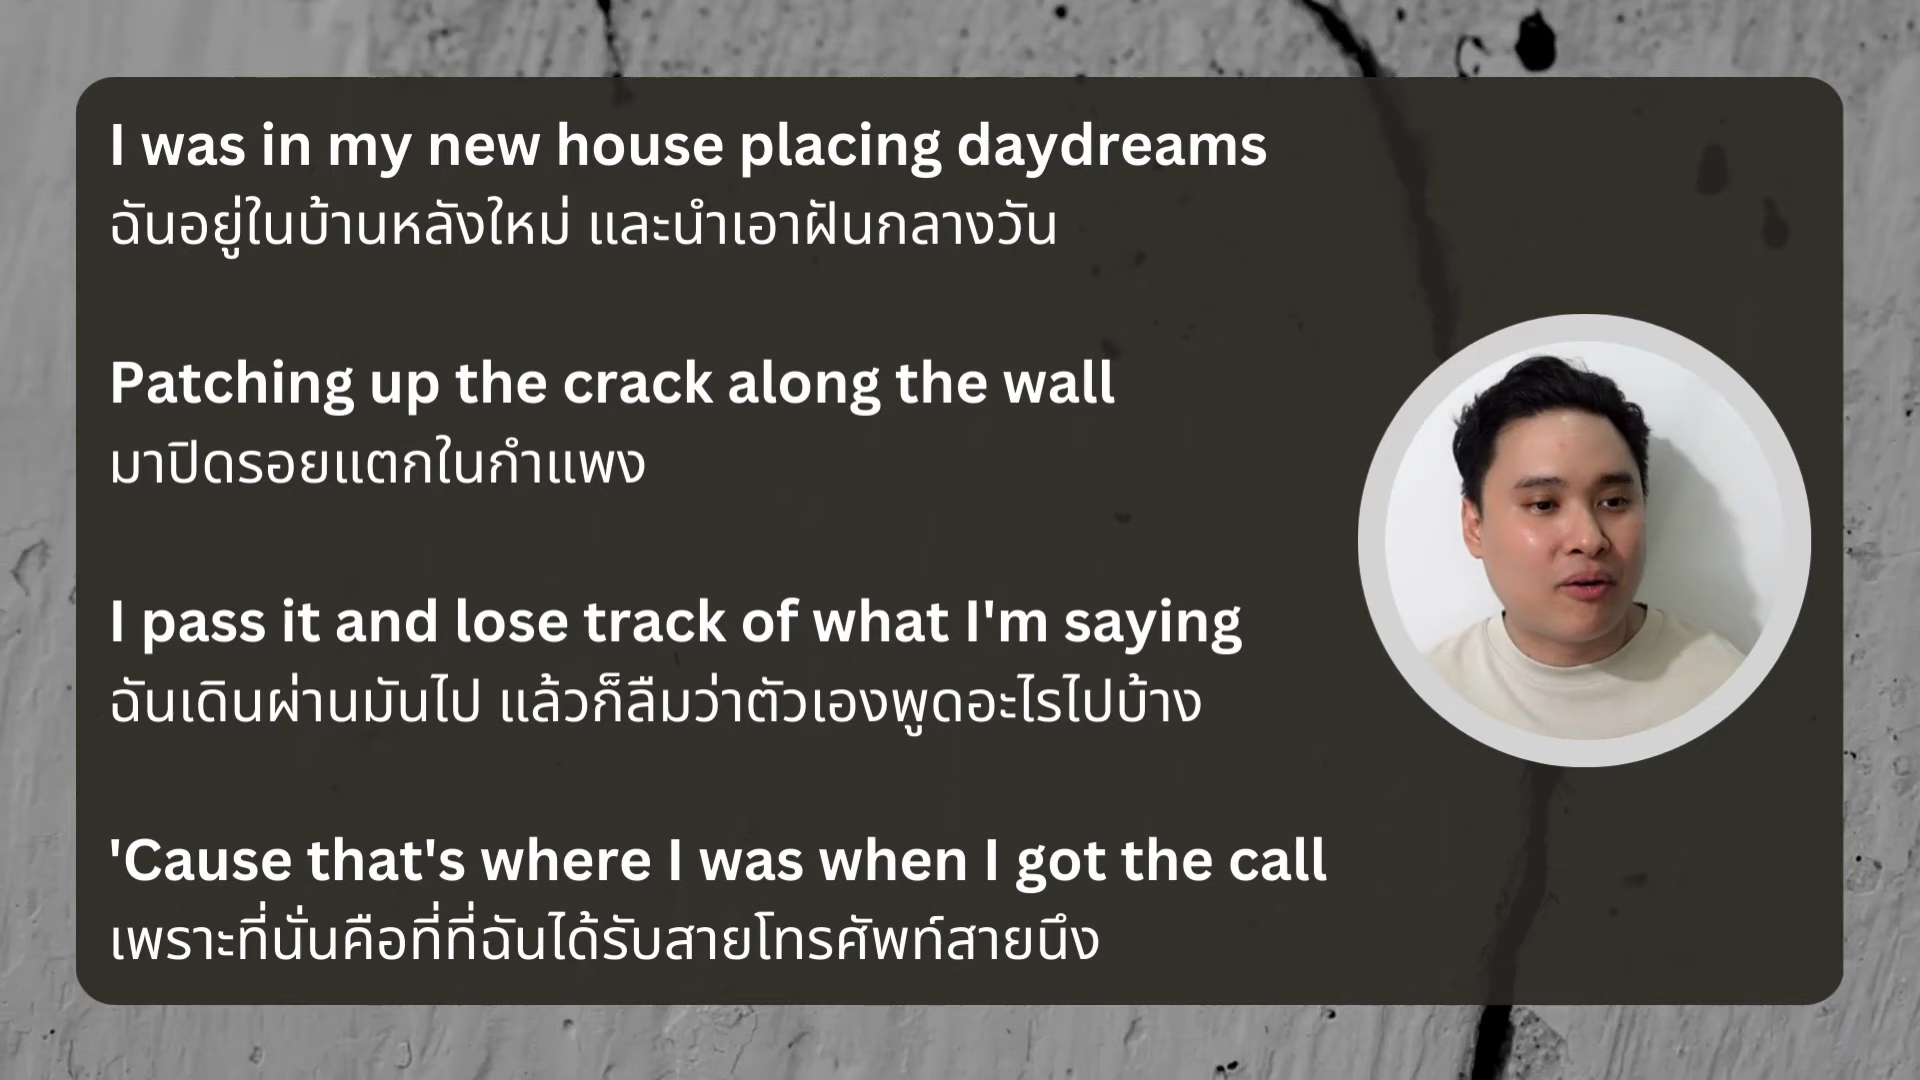 I was in my new house placing daydreams
ฉันอยู่ในบ้านหลังใหม่ และนำเอาฝันกลางวัน
Patching up the crack along the wall
มาปิดรอยแตกในกำแพง
I pass it and lose track of what I'm saying
ฉันเดินผ่านมันไป แล้วก็ลืมว่าตัวเองพูดอะไรไปบ้าง
'Cause that's where I was when I got the call
เพราะที่นั่นคือที่ที่ฉันได้รับสายโทรศัพท์สายนึง